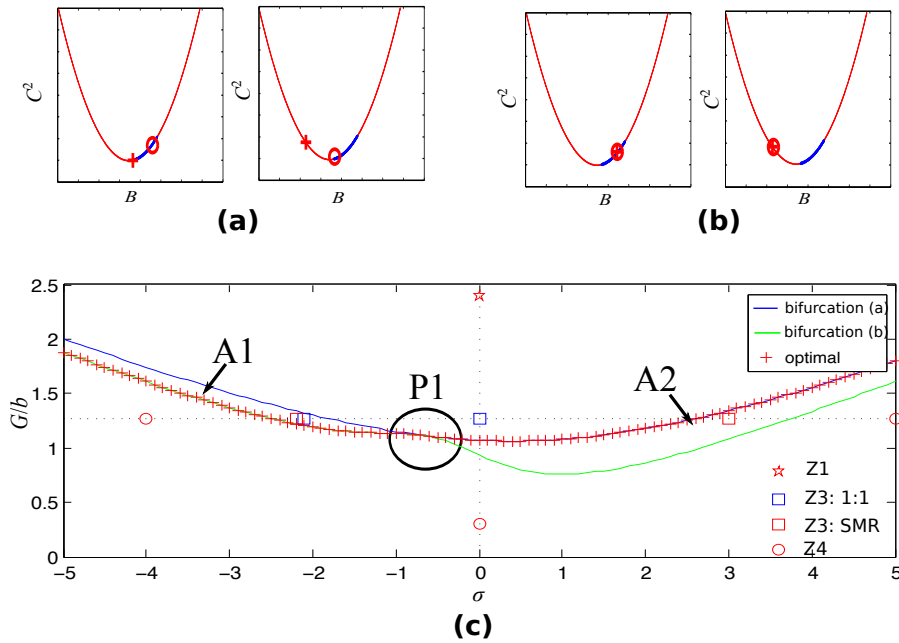 C²
B
C²
B
(a)
C²
B
C²
B
(b)
2.5
2
1.5
1
0.5
0
G/b
A1
P1
A2
bifurcation (a)
bifurcation (b)
optimal
Z1
Z3: 1:1
Z3: SMR
Z4
−5
−4
−3
−2
−1
0
1
2
3
4
5
σ
(c)